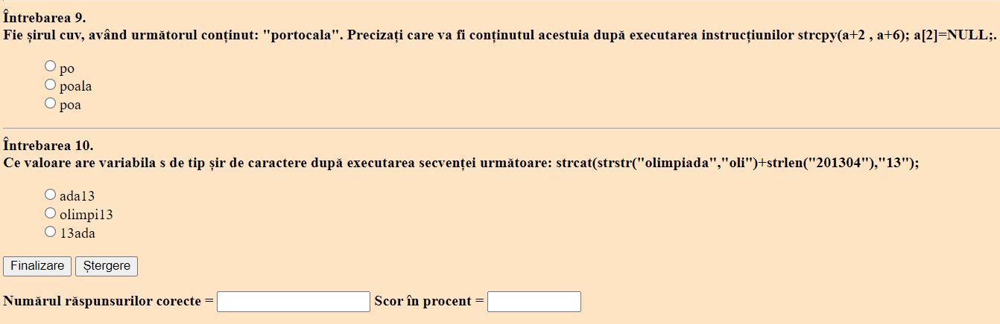 Întrebarea 9.
Fie șirul cuv, având următorul conținut: "portocala". Precizați care va fi conținutul acestuia după executarea instrucțiunilor strcpy(a+2 , a+6); a[2]=NULL;.
po
poala
poa
Întrebarea 10.
Ce valoare are variabila s de tip șir de caractere după executarea secvenței următoare: strcat(strstr("olimpiada","oli")+strlen("201304"),"13");
ada13
olimpi13
13ada
Finalizare Ștergere
Numărul răspunsurilor corecte = Scor în procent =